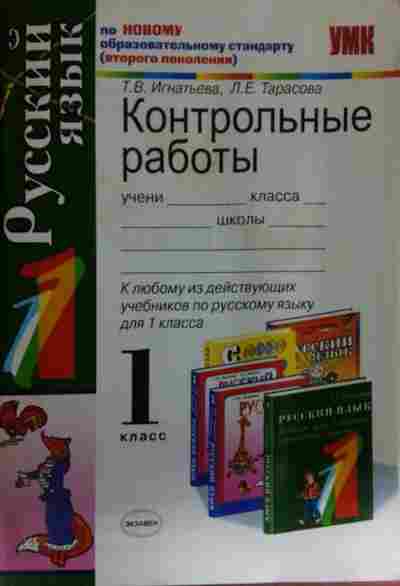 Русский
язык
по НОВОМУ
образовательному стандарту
(второго поколения)
УМК
Т.В. Игнатьева, Л.Е. Тарасова
Контрольные
работы
учени класса
школы
К любому из действующих
учебников по русскому языку
для 1 класса
1
класс
РУССКИЙ ЯЗЫК
ЭКЗАМЕН